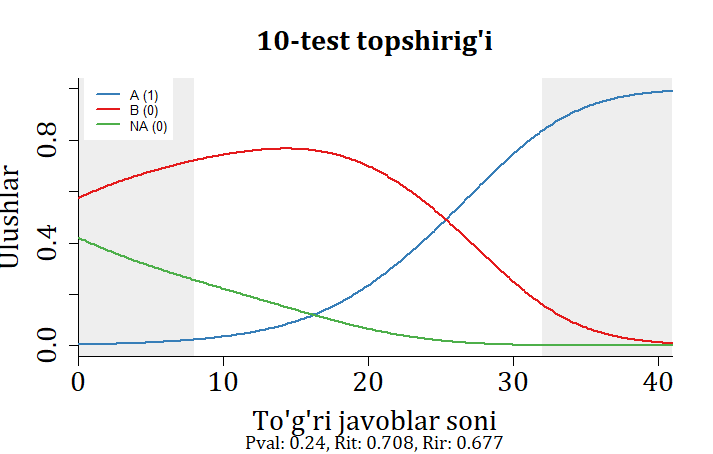 10-test topshirig'i
A (1)
B (0)
NA (0)
Ulushlar
0.0
0.4
0.8
0
10
20
30
40
To'g'ri javoblar soni
Pval: 0.24, Rit: 0.708, Rir: 0.677